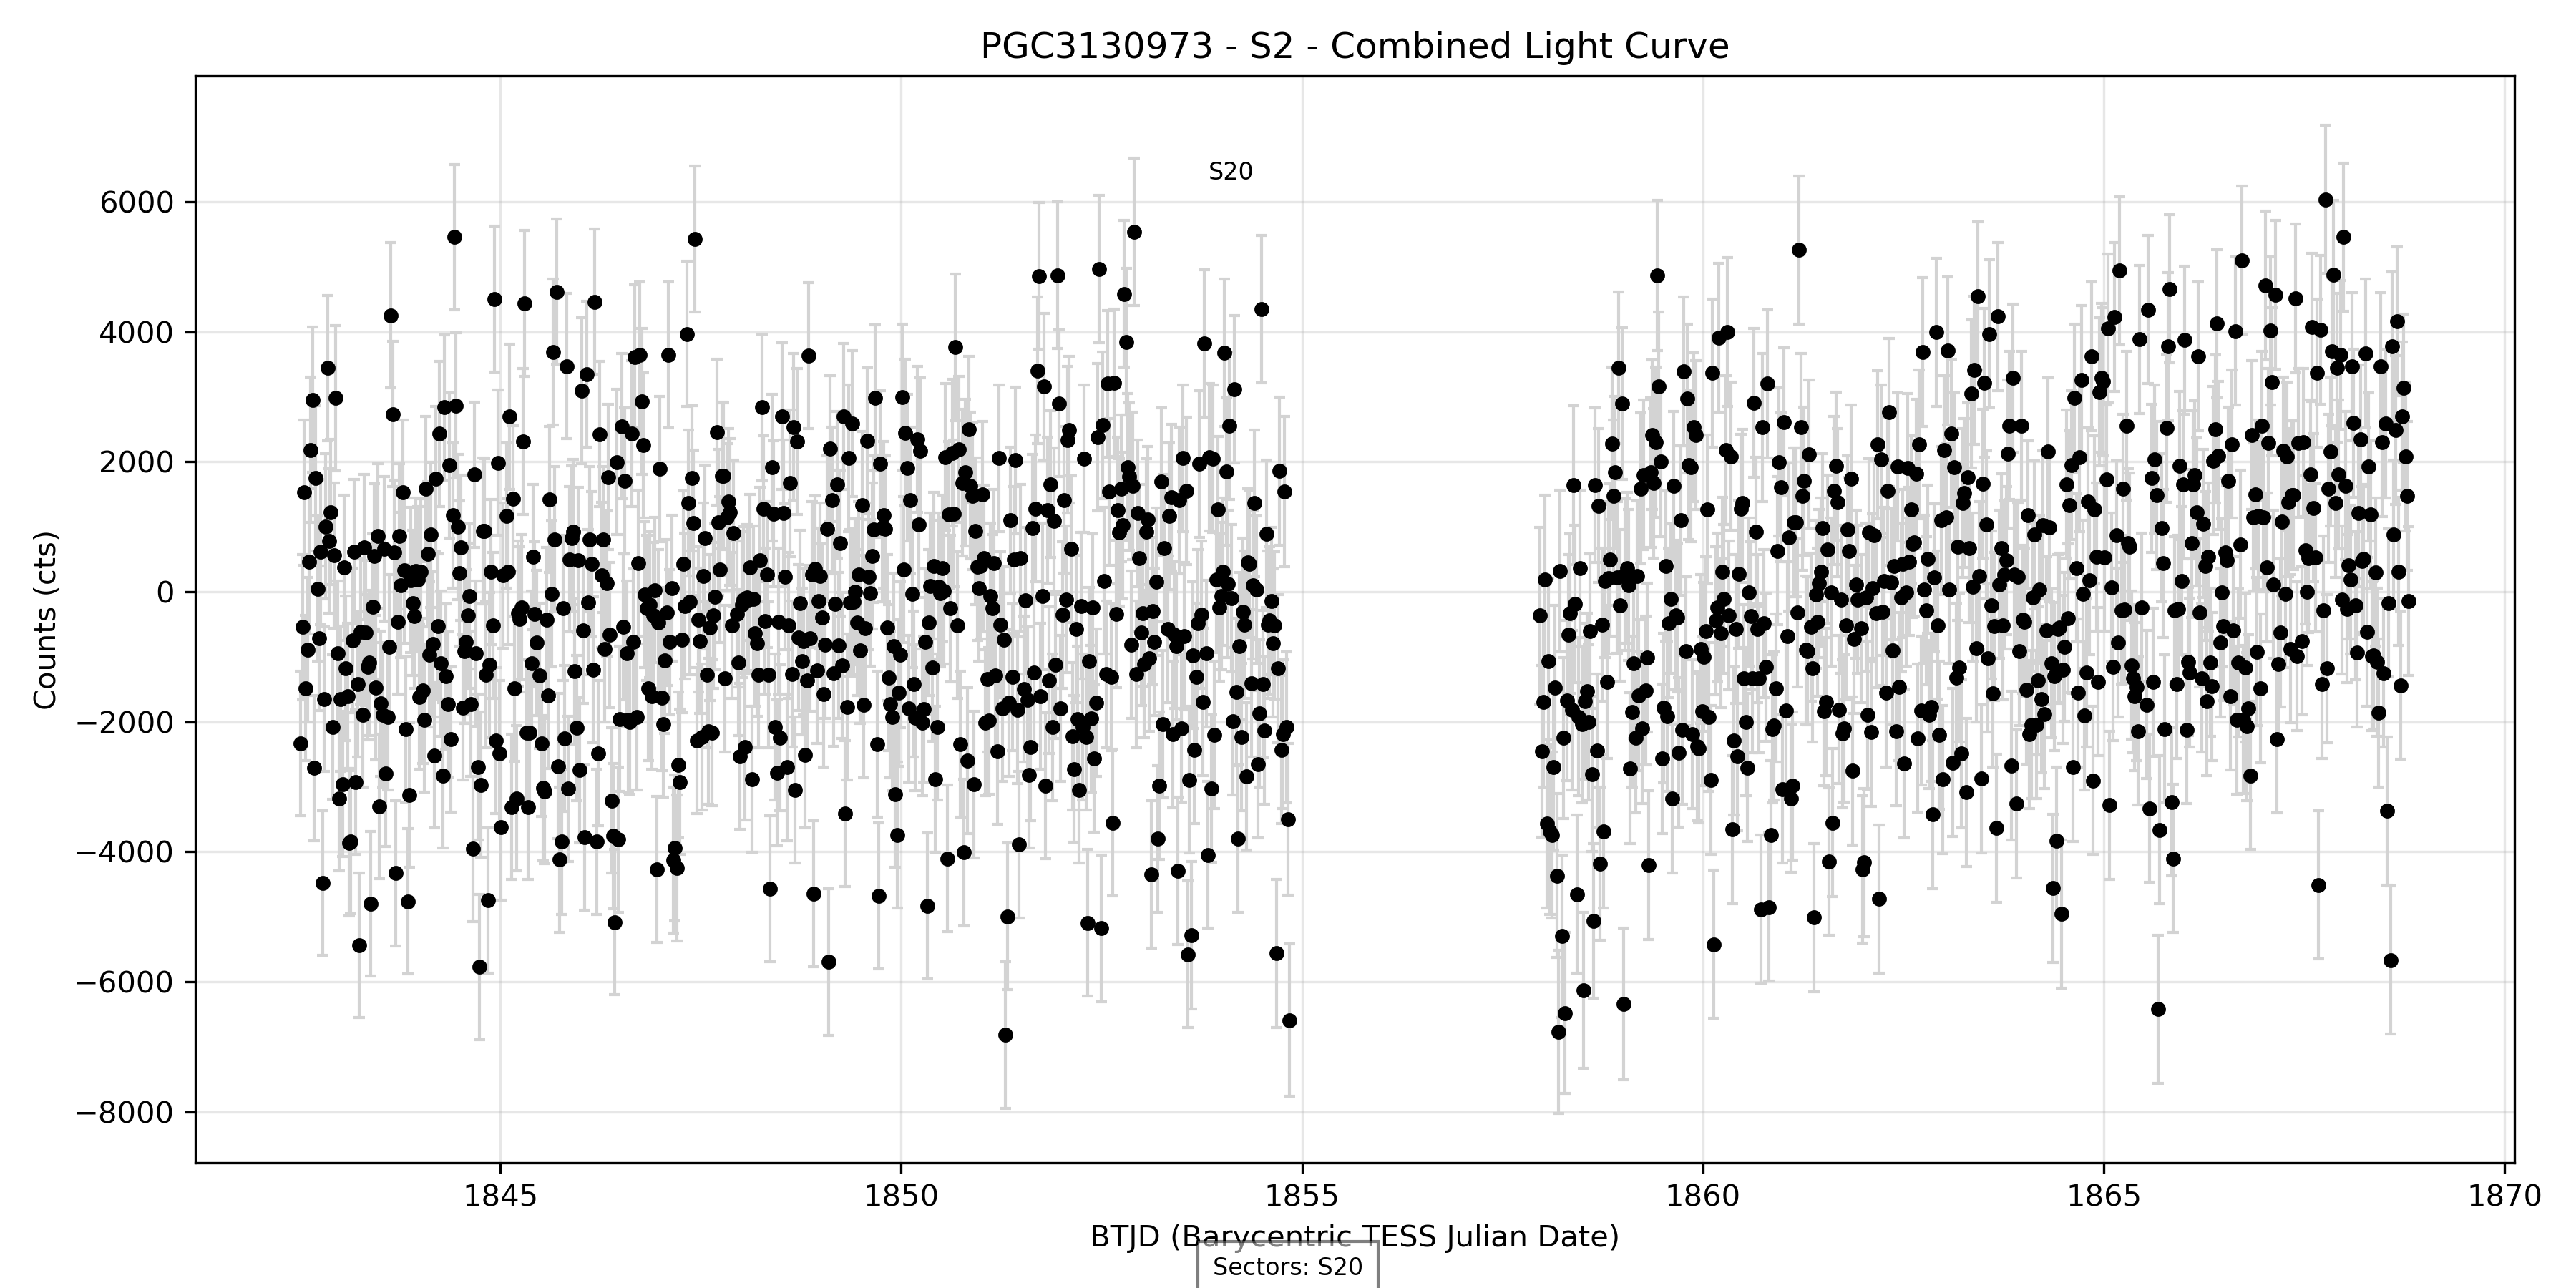 PGC3130973 - S2 - Combined Light Curve
S20
6000
4000
2000
0
−2000
−4000
−6000
−8000
Counts (cts)
1845
1850
1855
1860
1865
1870
BTJD (Barycentric TESS Julian Date)
Sectors: S20